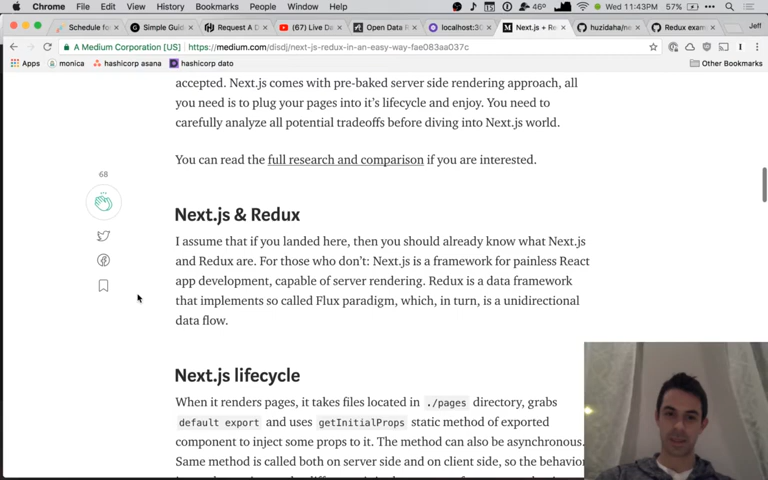 Chrome File Edit View History Bookmarks People Window Help 46° Wed 11:43PM 57%
Schedule fo Simple Guid Request A D (67) Live Da Open Data R localhost:30 Next.js + Re huzidaha/ne Redux exam Jeff
A Medium Corporation [US] https://medium.com/disdj/next-js-redux-in-an-easy-way-fae083aa037c
Apps monica hashicorp asana hashicorp dato Other Bookmarks
accepted. Next.js comes with pre-baked server side rendering approach, all
you need is to plug your pages into it's lifecycle and enjoy. You need to
carefully analyze all potential tradeoffs before diving into Next.js world.
You can read the full research and comparison if you are interested.
68
Next.js & Redux
I assume that if you landed here, then you should already know what Next.js
and Redux are. For those who don't: Next.js is a framework for painless React
app development, capable of server rendering. Redux is a data framework
that implements so called Flux paradigm, which, in turn, is a unidirectional
data flow.
Next.js lifecycle
When it renders pages, it takes files located in ./pages directory, grabs
default export and uses getInitialProps static method of exported
component to inject some props to it. The method can also be asynchronous.
Same method is called both on server side and on client side, so the behavior